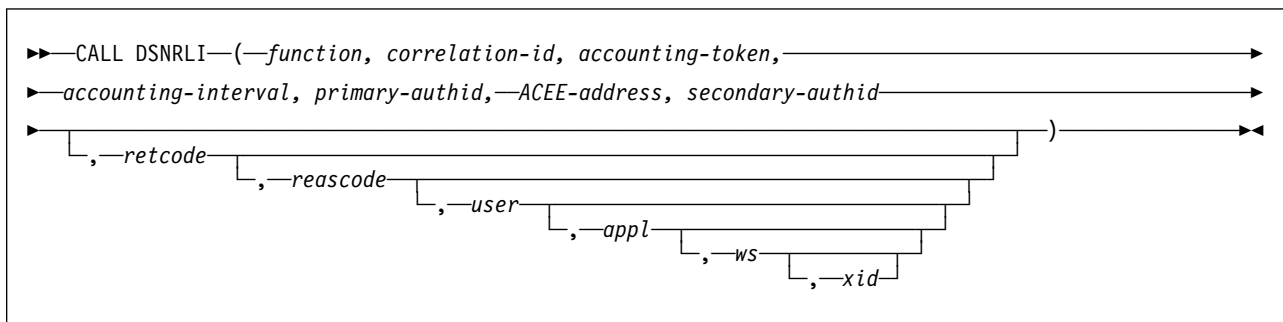 CALL DSNRLI ( function, correlation-id, accounting-token,
accounting-interval, primary-authid, ACEE-address, secondary-authid
)
, retcode
, reascode
, user
, appl
, ws
, xid